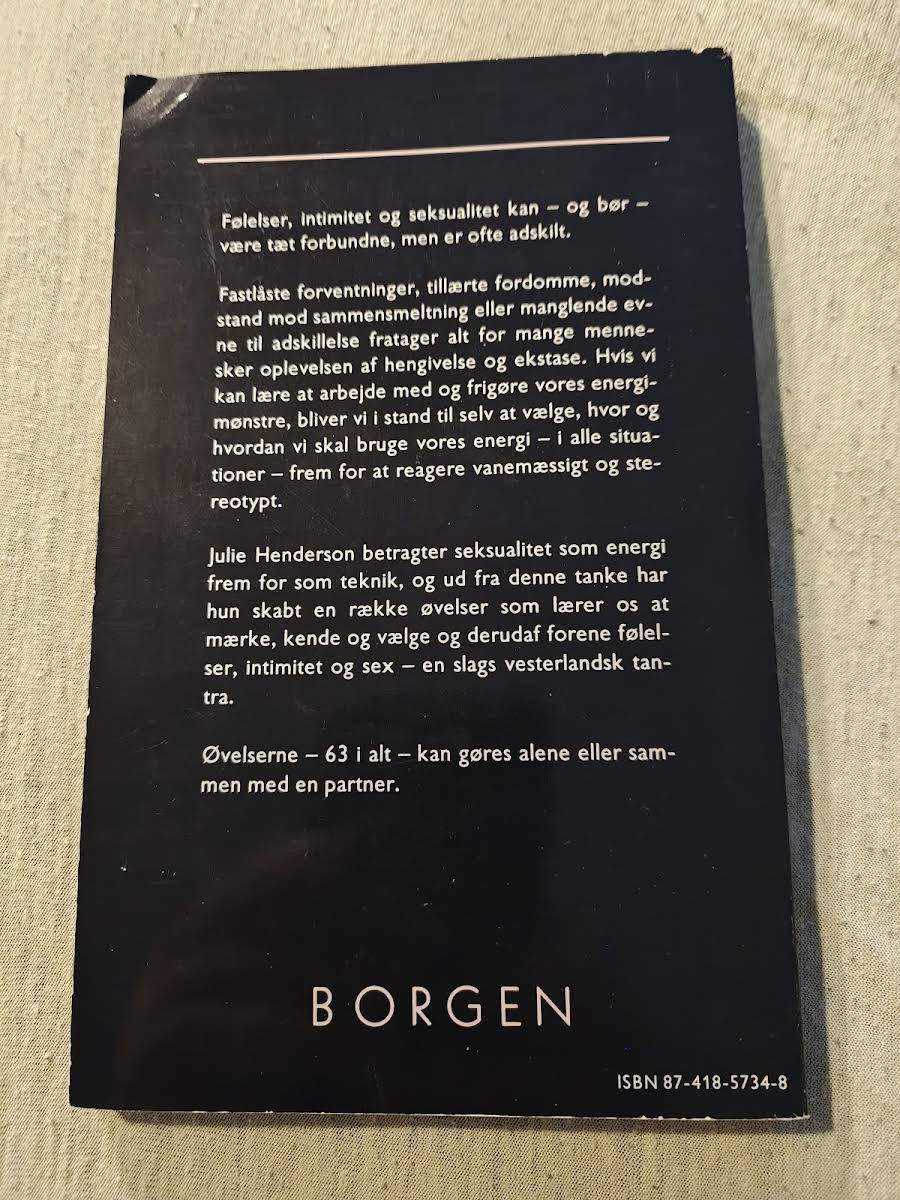 Følelser, intimitet og seksualitet kan – og bør –
være tæt forbundne, men er ofte adskilt.
Fastlåste forventninger, tillærte fordomme, mod-
stand mod sammensmeltning eller manglende ev-
ne til adskillelse fratager alt for mange menne-
sker oplevelsen af hengivelse og ekstase. Hvis vi
kan lære at arbejde med og frigøre vores energi-
mønstre, bliver vi i stand til selv at vælge, hvor og
hvordan vi skal bruge vores energi – i alle situa-
tioner – frem for at reagere vanemæssigt og ste-
reotypt.
Julie Henderson betragter seksualitet som energi
frem for som teknik, og ud fra denne tanke har
hun skabt en række øvelser som lærer os at
mærke, kende og vælge og derudaf forene følel-
ser, intimitet og sex – en slags vesterlandsk tan-
tra.
Øvelserne – 63 i alt – kan gøres alene eller sam-
men med en partner.
BORGEN
ISBN 87-418-5734-8